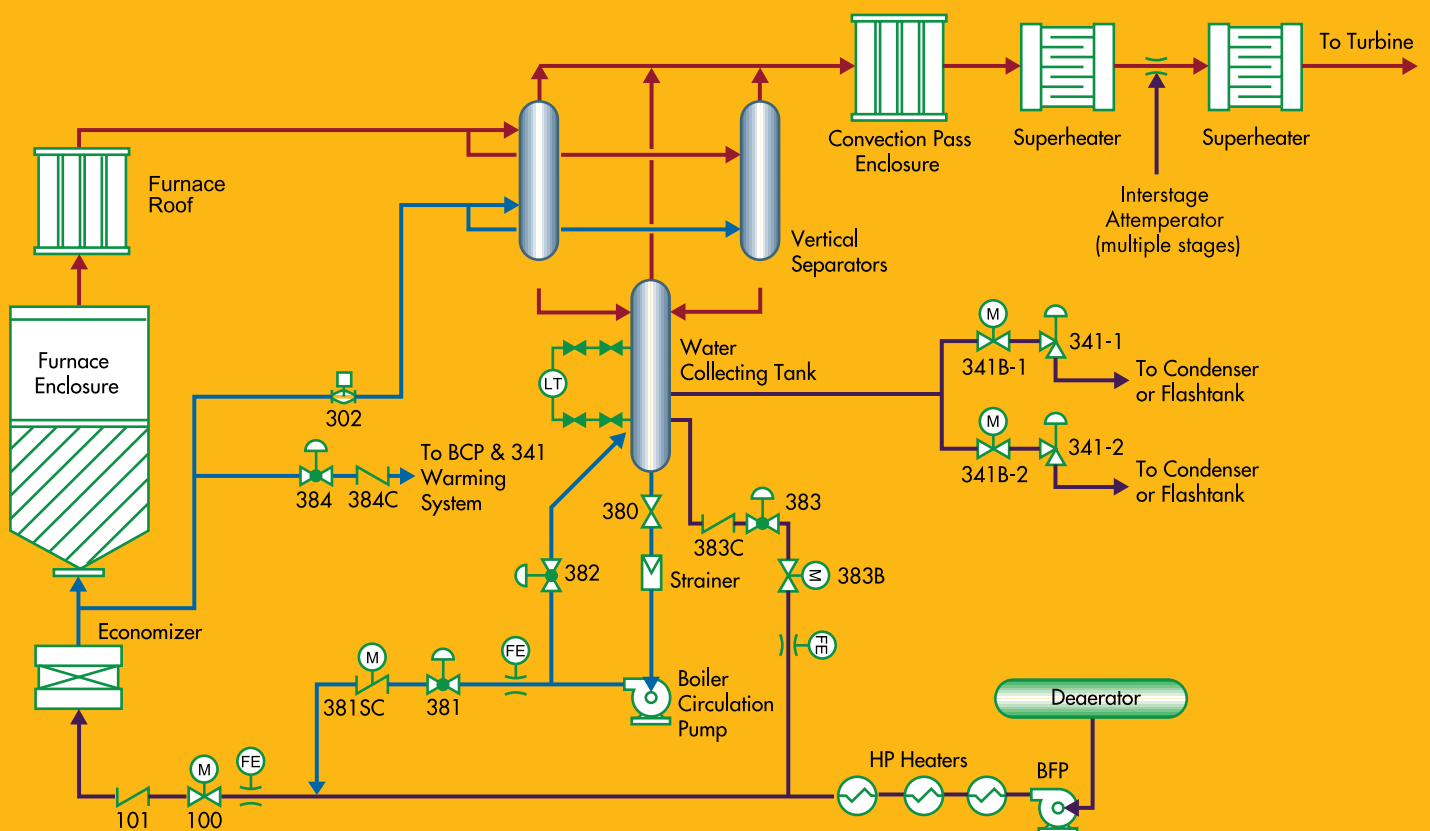 To Turbine
Convection Pass
Enclosure
Superheater
Superheater
Furnace
Roof
Interstage
Attemperator
(multiple stages)
Vertical
Separators
M
341-1
341B-1
To Condenser
or Flashtank
Furnace
Enclosure
Water
Collecting Tank
LT
302
M
341-2
341B-2
To Condenser
or Flashtank
To BCP & 341
Warming
System
384
384C
380
383
383C
382
Strainer
M
383B
Economizer
FE
FE
M
381SC
381
Boiler
Circulation
Pump
Deaerator
HP Heaters
BFP
FE
M
101
100